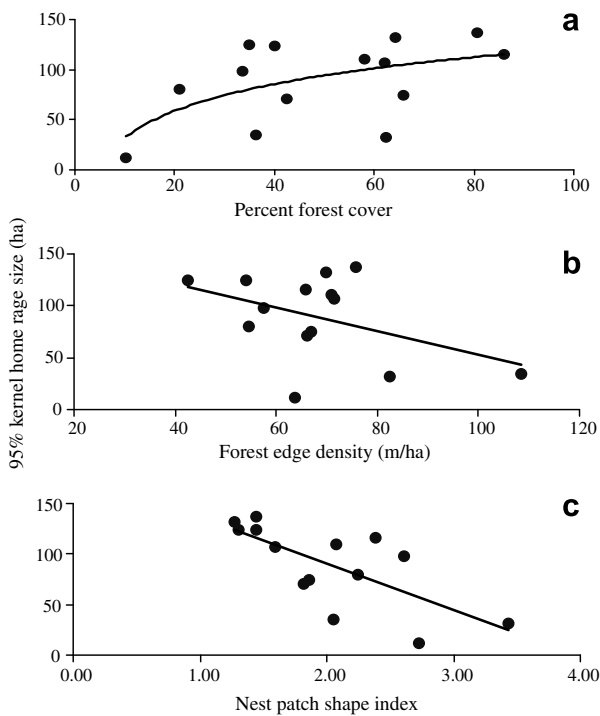 a
150
100
50
0
0 20 40 60 80 100
Percent forest cover
95% kernel home rage size (ha)
b
150
100
50
0
20 40 60 80 100 120
Forest edge density (m/ha)
c
150
100
50
0
0.00 1.00 2.00 3.00 4.00
Nest patch shape index